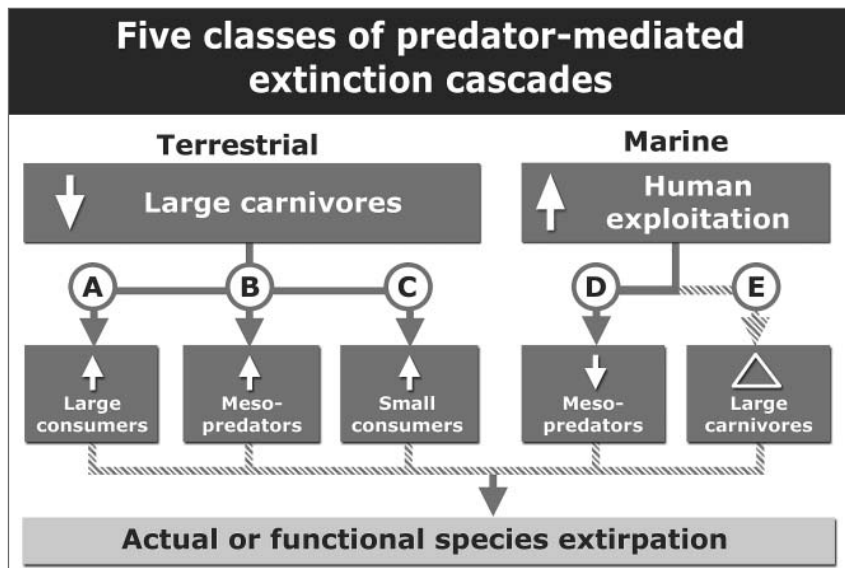 Five classes of predator-mediated
extinction cascades
Terrestrial
Marine
Large carnivores
Human
exploitation
A
B
C
D
E
Large
consumers
Meso-
predators
Small
consumers
Meso-
predators
Large
carnivores
Actual or functional species extirpation